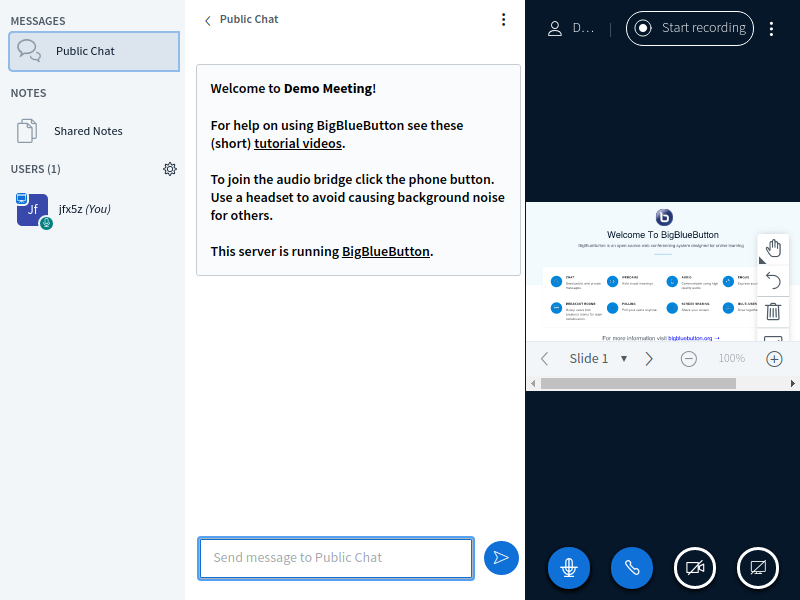 MESSAGES
Public Chat
NOTES
Shared Notes
USERS (1)
Jf
jfx5z (You)
Public Chat
Welcome to Demo Meeting!
For help on using BigBlueButton see these
(short) tutorial videos.
To join the audio bridge click the phone button.
Use a headset to avoid causing background noise
for others.
This server is running BigBlueButton.
Send message to Public Chat
D...
Start recording
Welcome To BigBlueButton
BigBlueButton is an open source web conferencing system designed for online learning
CHAT
WEBCAMS
AUDIO
EMOJIS
BREAKOUT ROOMS
POLLING
SCREEN SHARING
For more information visit bigbluebutton.org →
Slide 1
100%